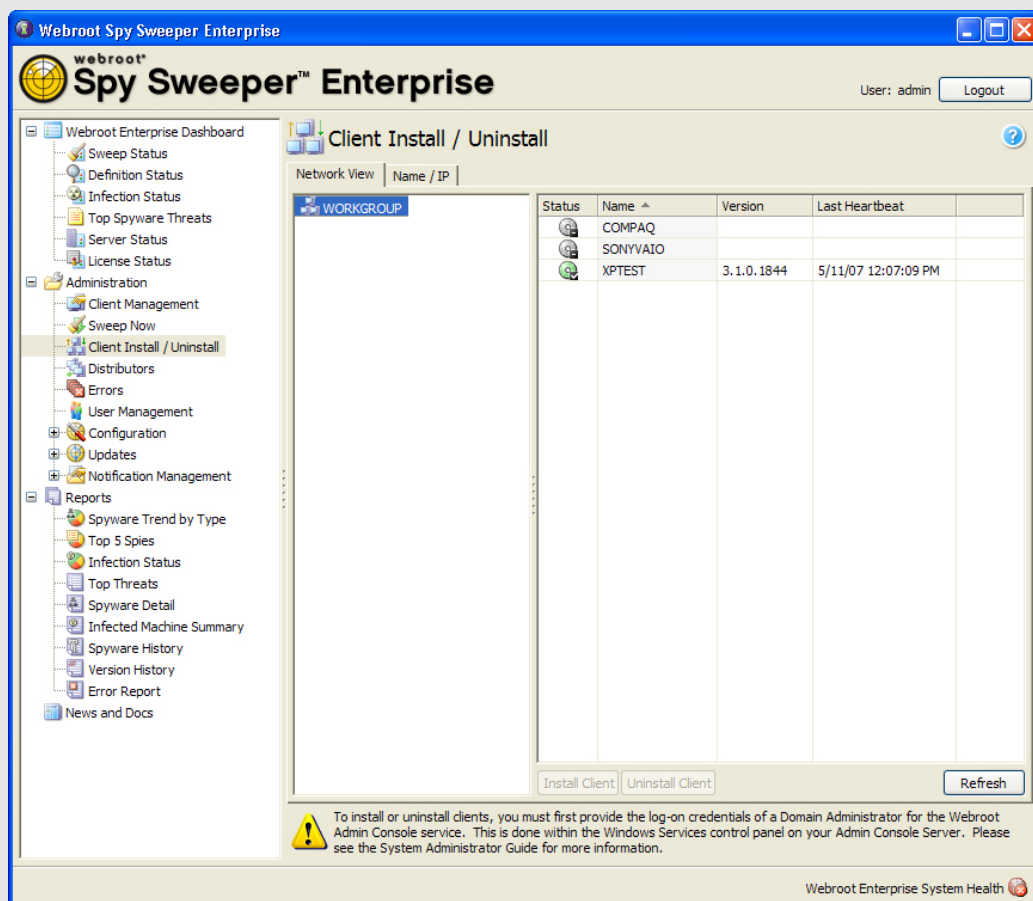 Webroot Spy Sweeper Enterprise
webroot®
Spy Sweeper™ Enterprise
User: admin
Logout
Webroot Enterprise Dashboard
Sweep Status
Definition Status
Infection Status
Top Spyware Threats
Server Status
License Status
Administration
Client Management
Sweep Now
Client Install / Uninstall
Distributors
Errors
User Management
Configuration
Updates
Notification Management
Reports
Spyware Trend by Type
Top 5 Spies
Infection Status
Top Threats
Spyware Detail
Infected Machine Summary
Spyware History
Version History
Error Report
News and Docs
Client Install / Uninstall
Network View
Name / IP
WORKGROUP
Status Name Version Last Heartbeat
COMPAQ
SONYVAIO
XPTEST 3.1.0.1844 5/11/07 12:07:09 PM
Install Client
Uninstall Client
Refresh
To install or uninstall clients, you must first provide the log-on credentials of a Domain Administrator for the Webroot
Admin Console service. This is done within the Windows Services control panel on your Admin Console Server. Please
see the System Administrator Guide for more information.
Webroot Enterprise System Health